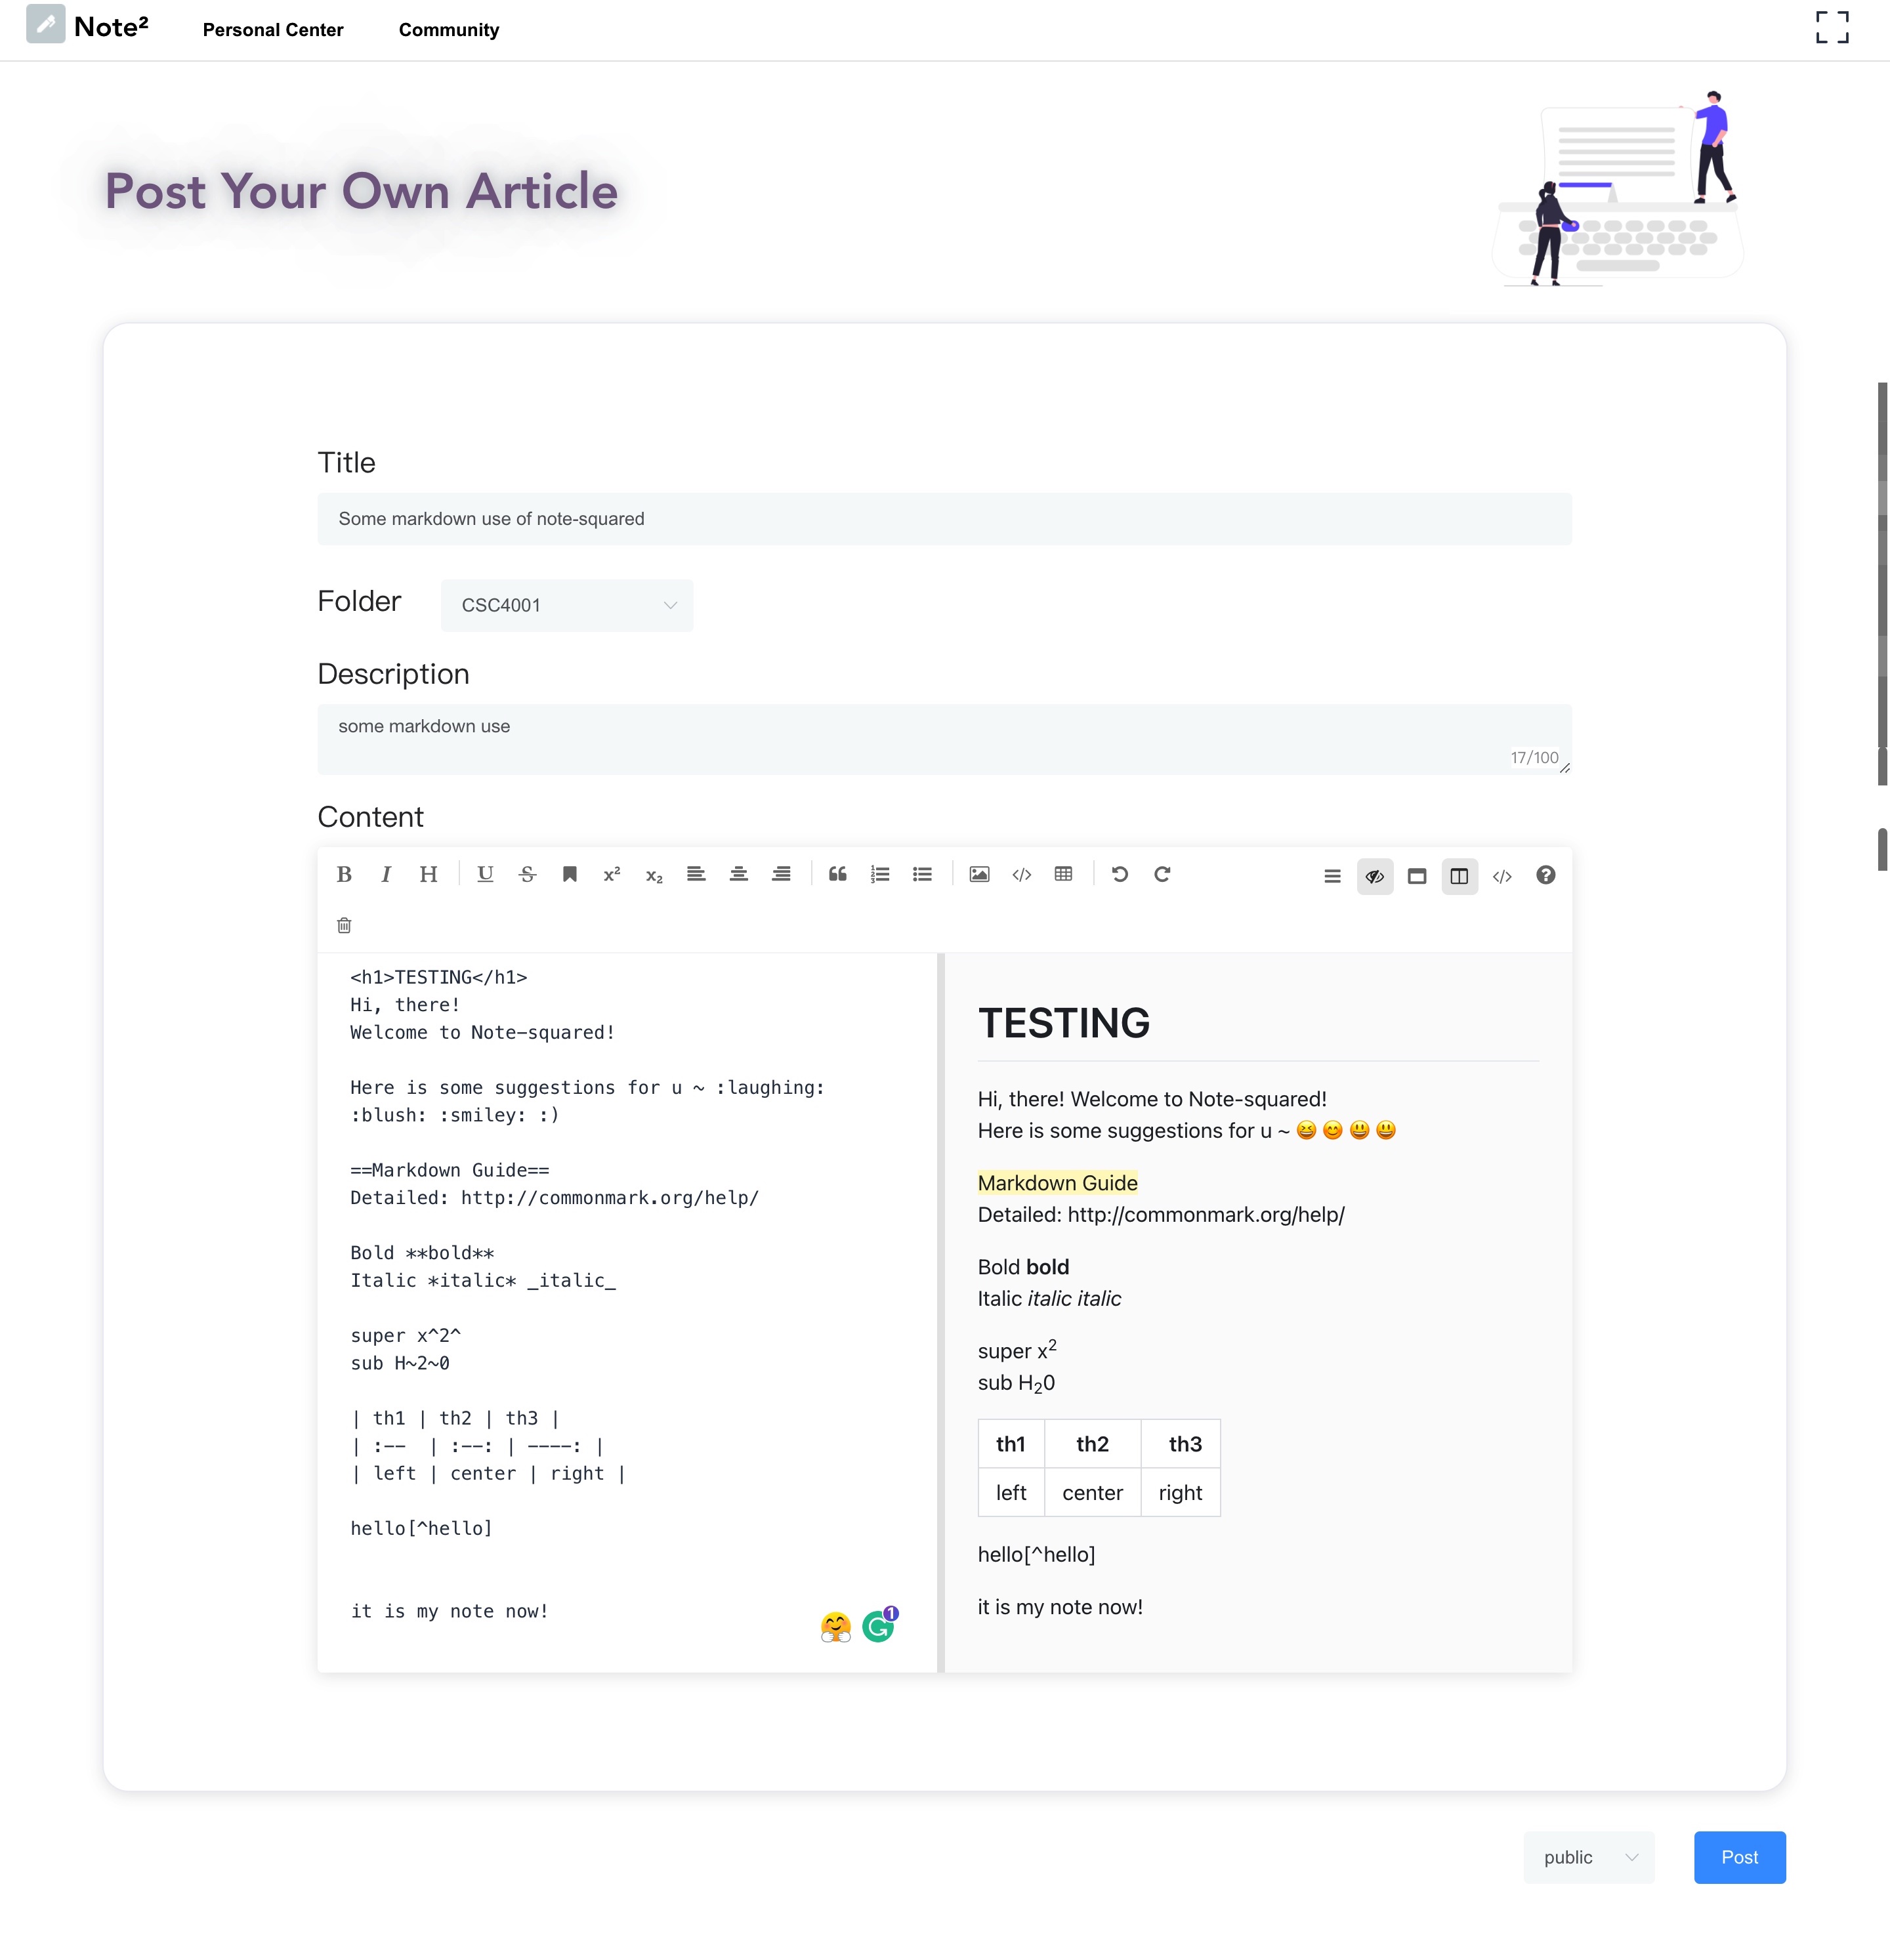 Note²
Personal Center
Community
Post Your Own Article
Title
Some markdown use of note-squared
Folder
CSC4001
Description
some markdown use
17/100
Content
B I H U S x² x₂
<h1>TESTING</h1>
Hi, there!
Welcome to Note-squared!
Here is some suggestions for u ~ :laughing:
:blush: :smiley: :)
==Markdown Guide==
Detailed: http://commonmark.org/help/
Bold **bold**
Italic *italic* _italic_
super x^2^
sub H~2~0
| th1 | th2 | th3 |
| :--  | :--: | ----: |
| left | center | right |
hello[^hello]
it is my note now!
1
TESTING
Hi, there! Welcome to Note-squared!
Here is some suggestions for u ~ 😆 😊 😃 😃
Markdown Guide
Detailed: http://commonmark.org/help/
Bold bold
Italic italic italic
super x²
sub H₂0
th1 th2 th3
left center right
hello[^hello]
it is my note now!
public
Post